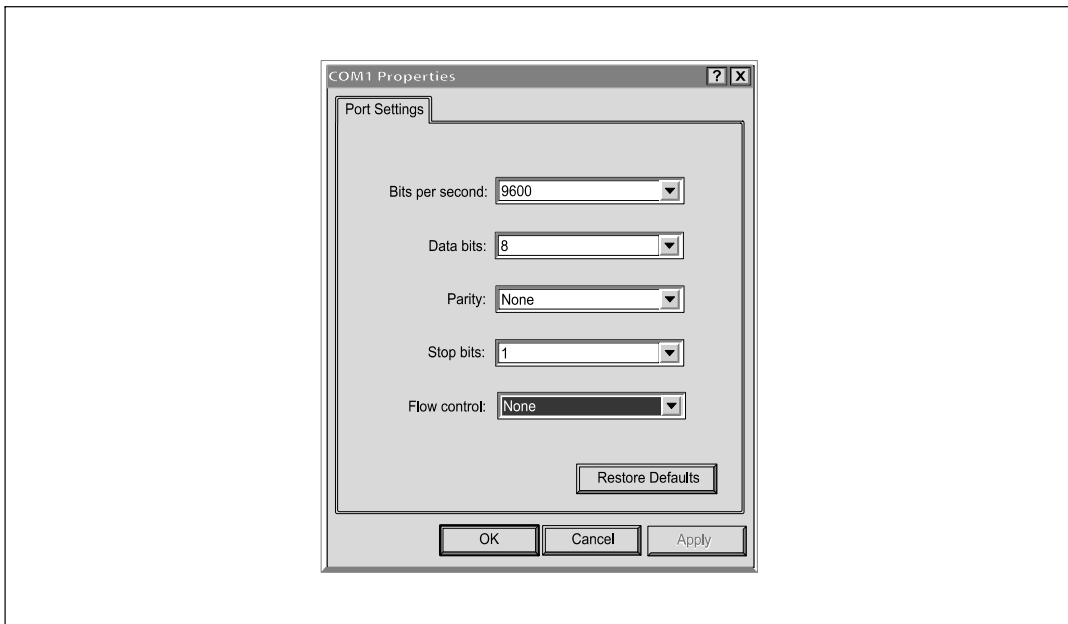 COM1 Properties ? X
Port Settings
Bits per second: 9600
Data bits: 8
Parity: None
Stop bits: 1
Flow control: None
Restore Defaults
OK Cancel Apply